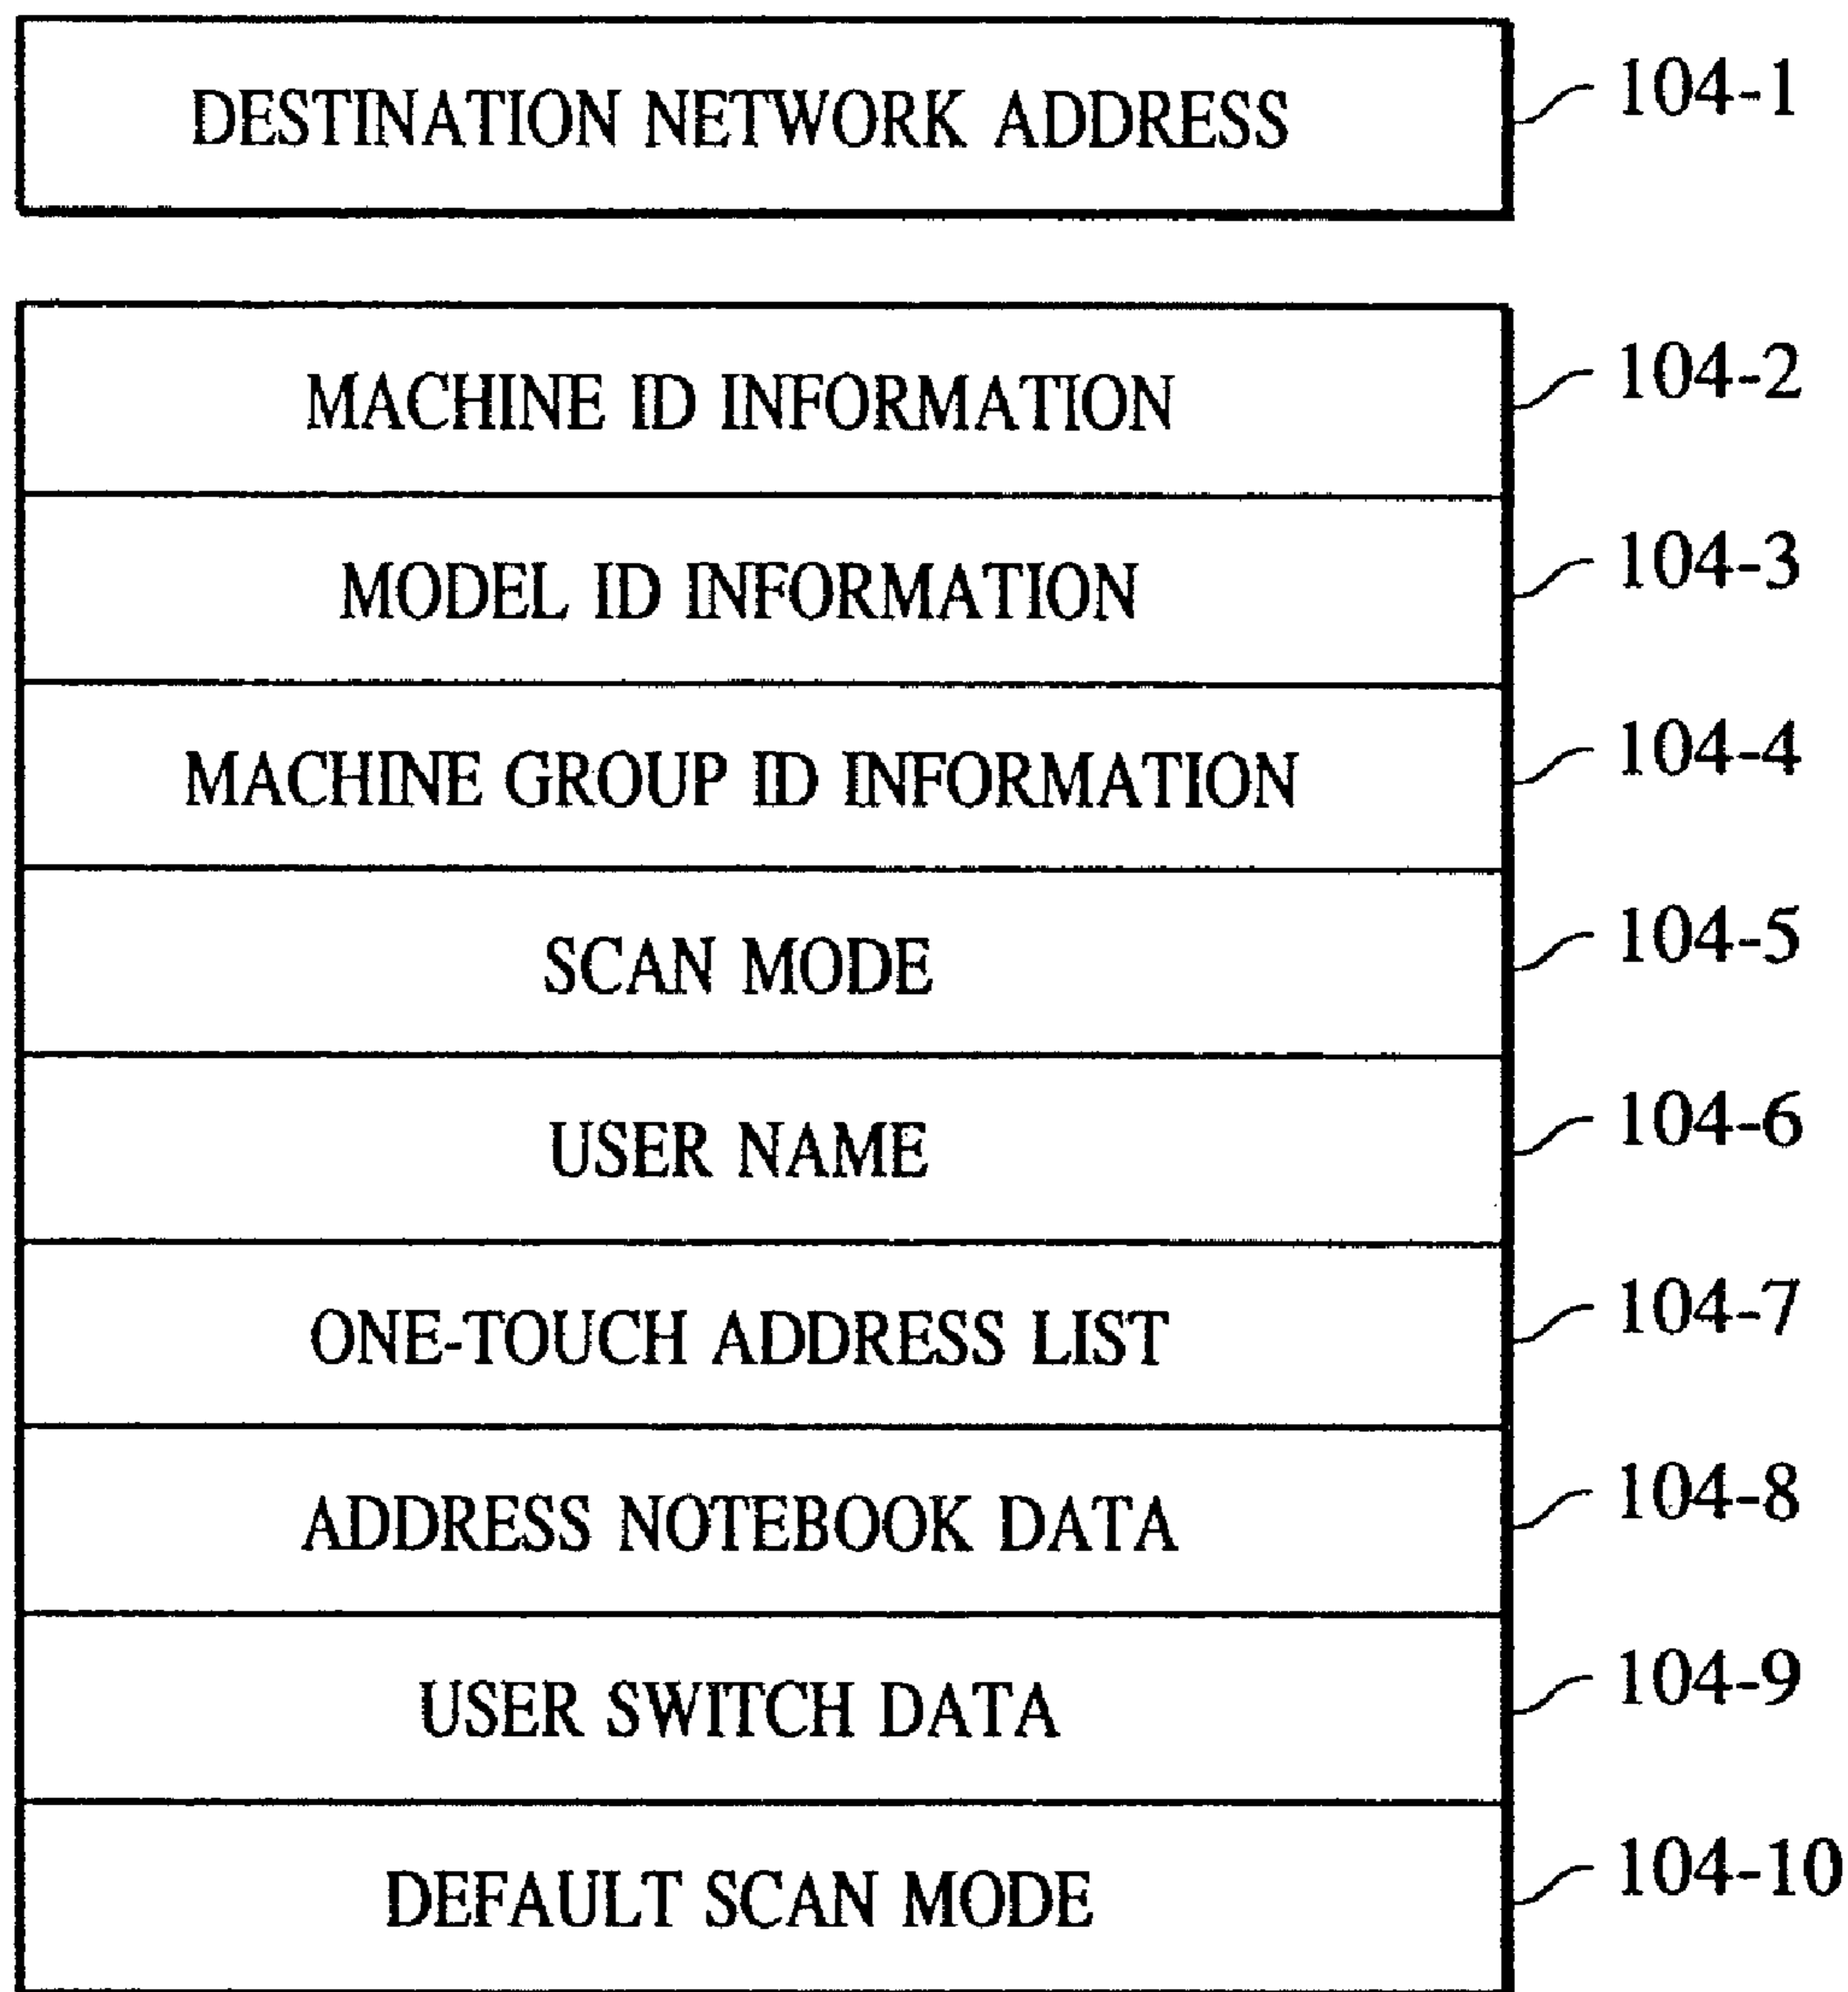 DESTINATION NETWORK ADDRESS 104-1
MACHINE ID INFORMATION 104-2
MODEL ID INFORMATION 104-3
MACHINE GROUP ID INFORMATION 104-4
SCAN MODE 104-5
USER NAME 104-6
ONE-TOUCH ADDRESS LIST 104-7
ADDRESS NOTEBOOK DATA 104-8
USER SWITCH DATA 104-9
DEFAULT SCAN MODE 104-10